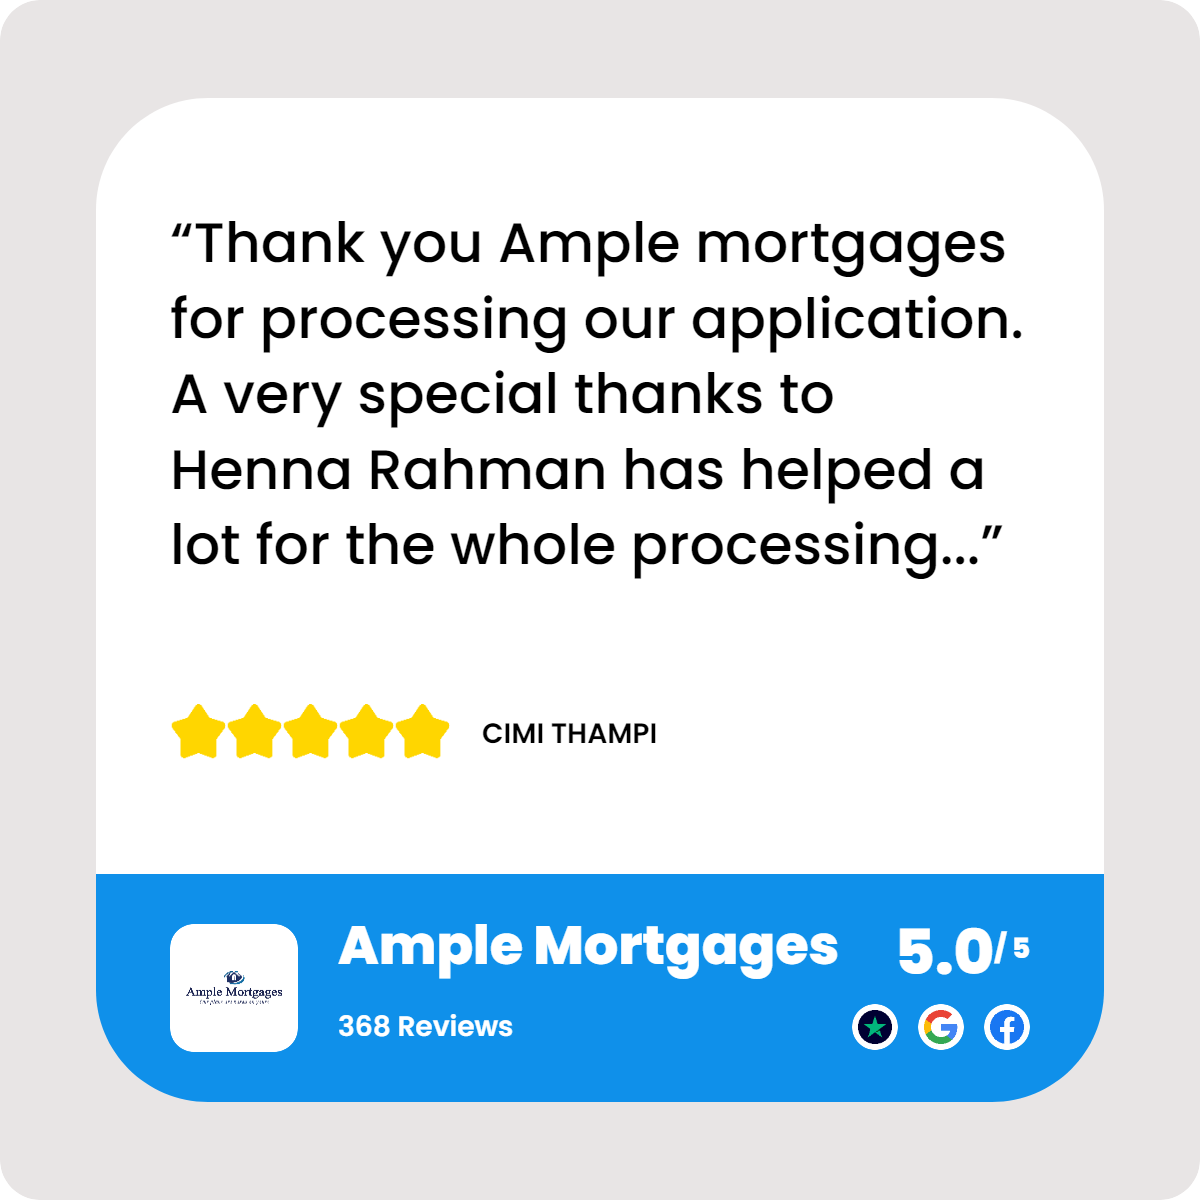 “Thank you Ample mortgages
for processing our application.
A very special thanks to
Henna Rahman has helped a
lot for the whole processing...”
CIMI THAMPI
Ample Mortgages
Ample Mortgages
5.0/ 5
368 Reviews